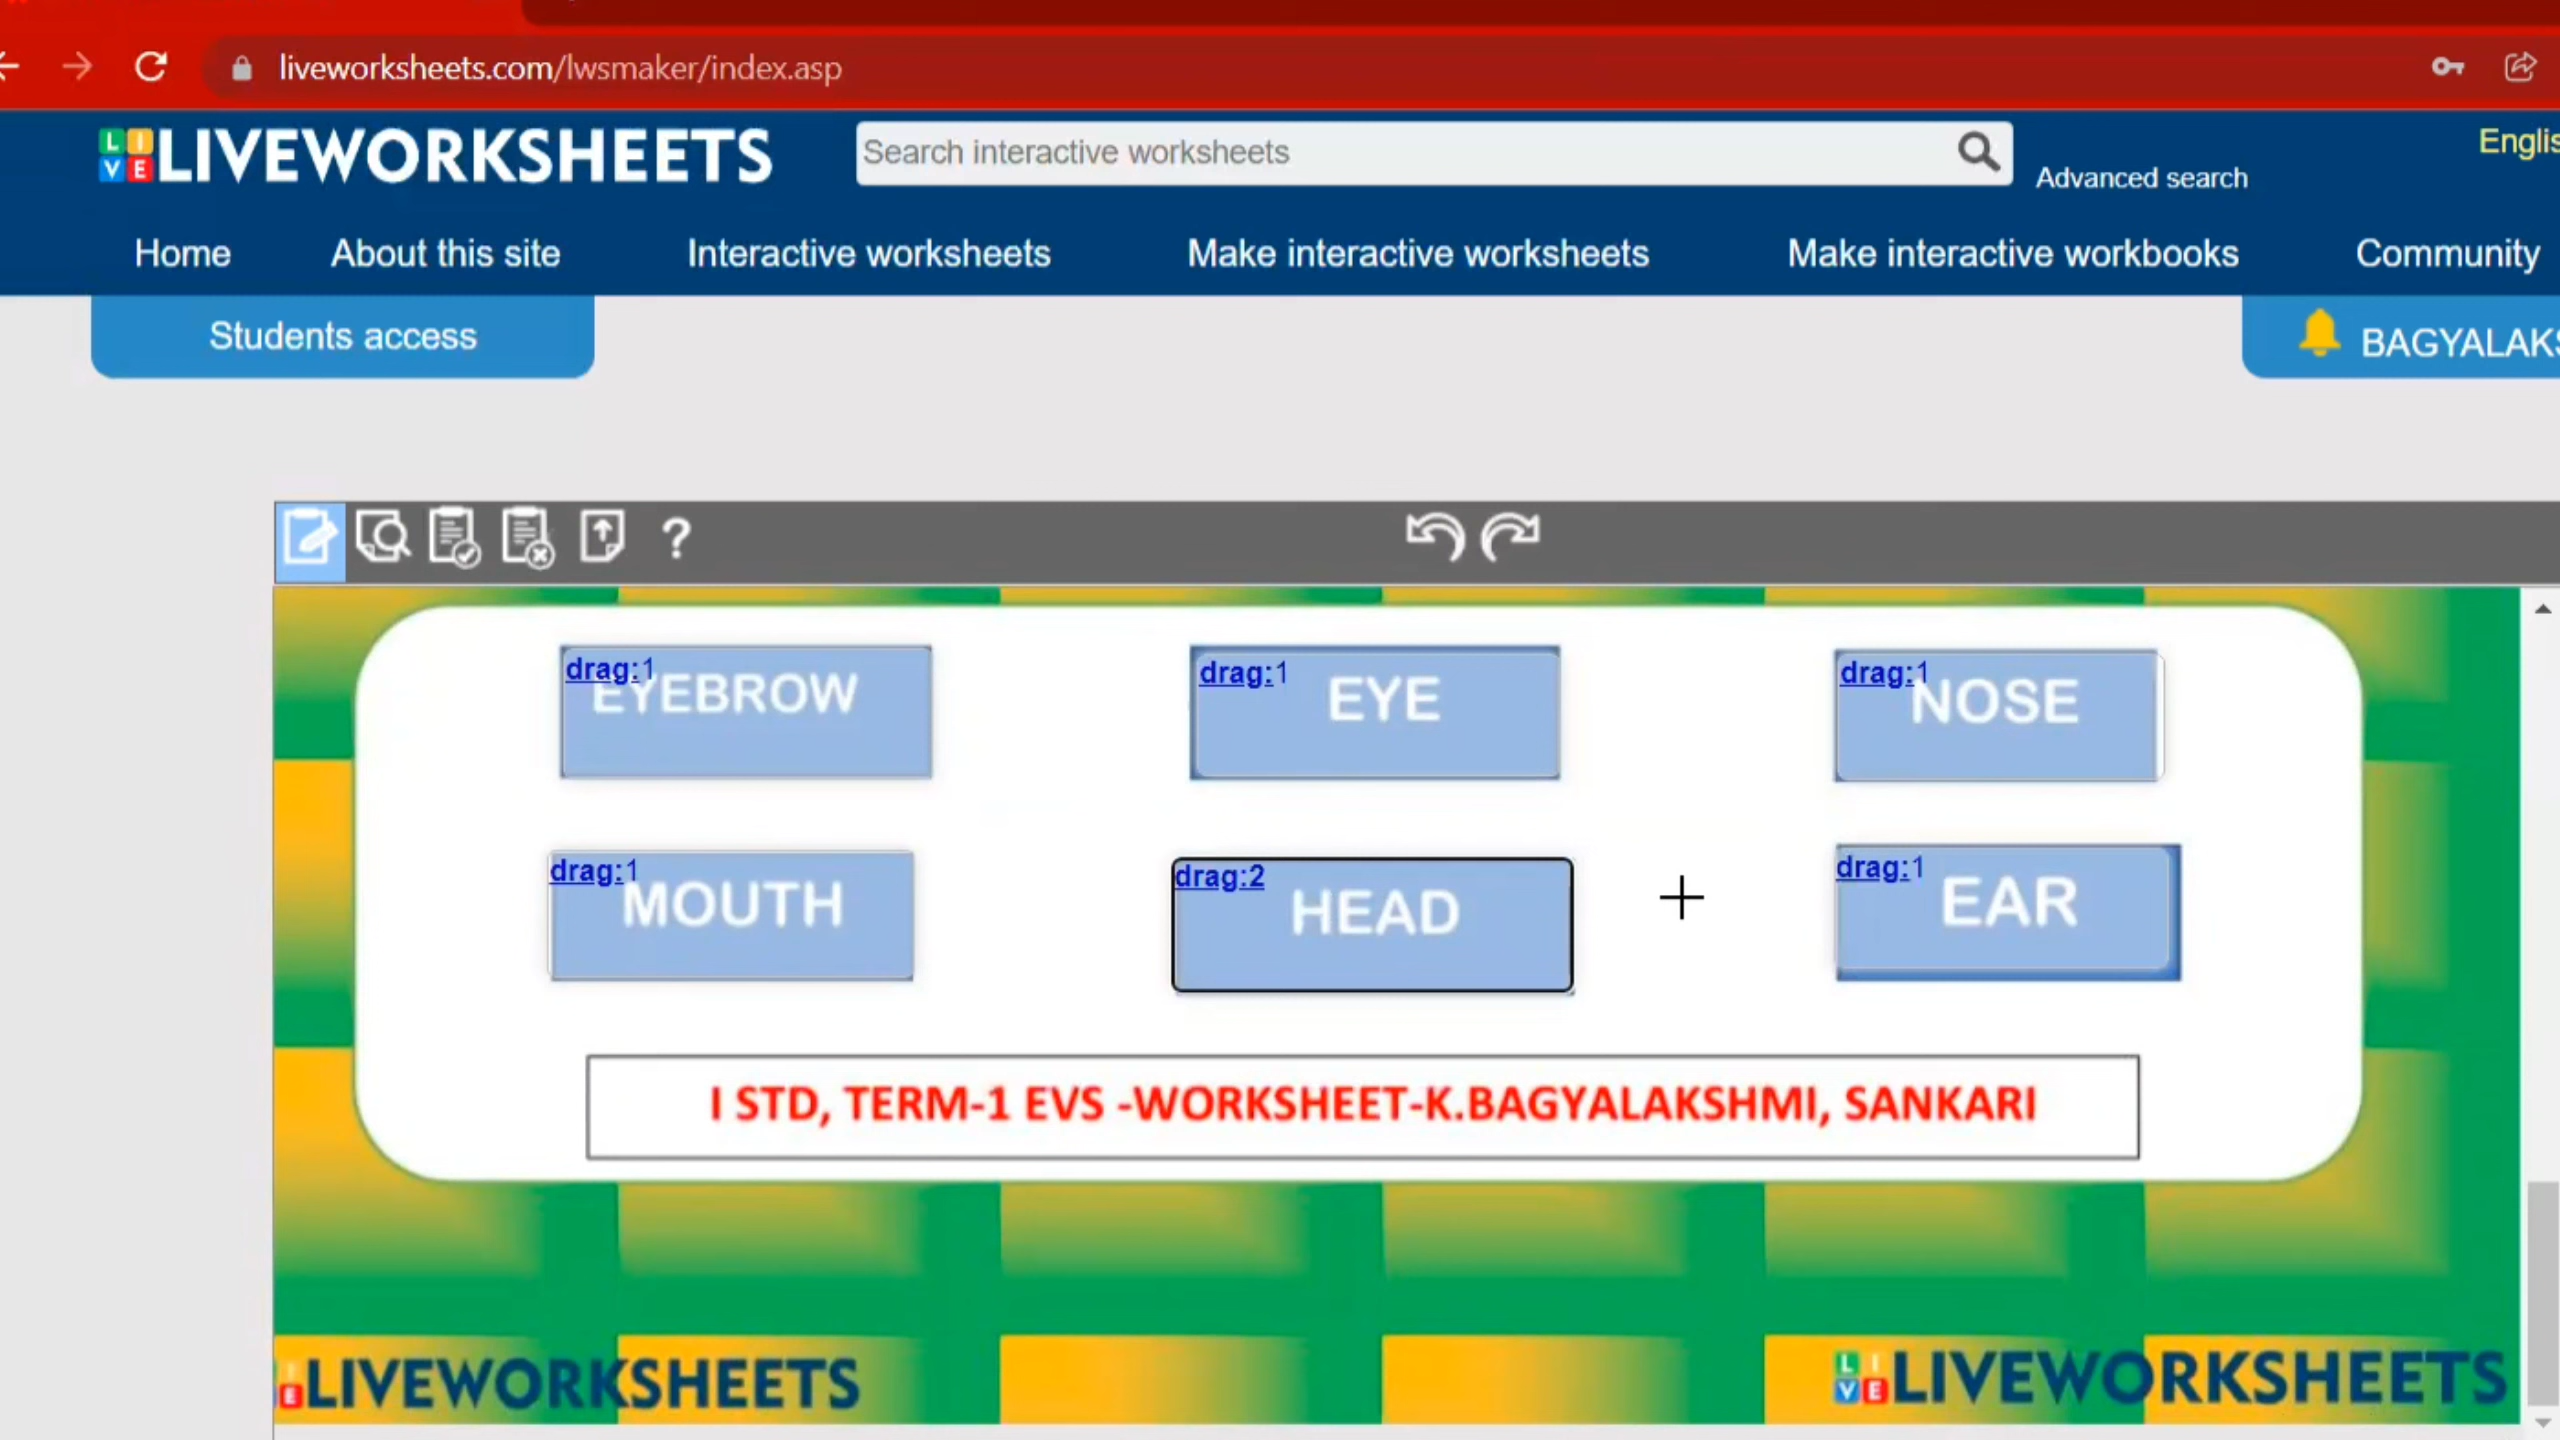 liveworksheets.com/lwsmaker/index.asp
LIVE LIVEWORKSHEETS
Search interactive worksheets
Advanced search
Englis
Home About this site Interactive worksheets Make interactive worksheets Make interactive workbooks Community
Students access
BAGYALAKS
?
drag:1 EYEBROW
drag:1 EYE
drag:1 NOSE
drag:1 MOUTH
drag:2 HEAD
drag:1 EAR
I STD, TERM-1 EVS -WORKSHEET-K.BAGYALAKSHMI, SANKARI
E LIVEWORKSHEETS
LIVE LIVEWORKSHEETS